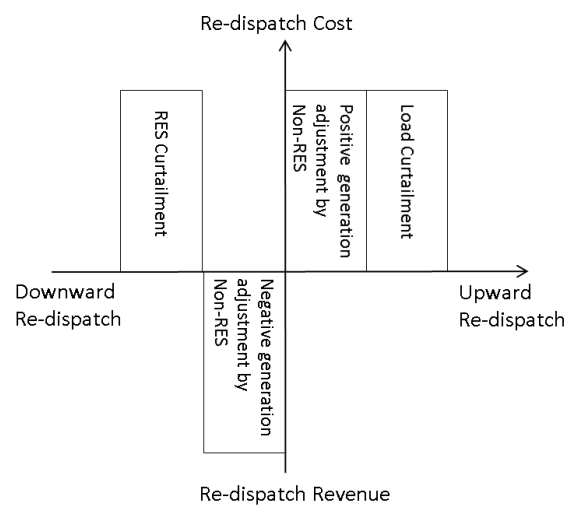 Re-dispatch Cost
RES Curtailment
Positive generation
adjustment by
Non-RES
Load Curtailment
Downward
Re-dispatch
Negative generation
adjustment by
Non-RES
Upward
Re-dispatch
Re-dispatch Revenue